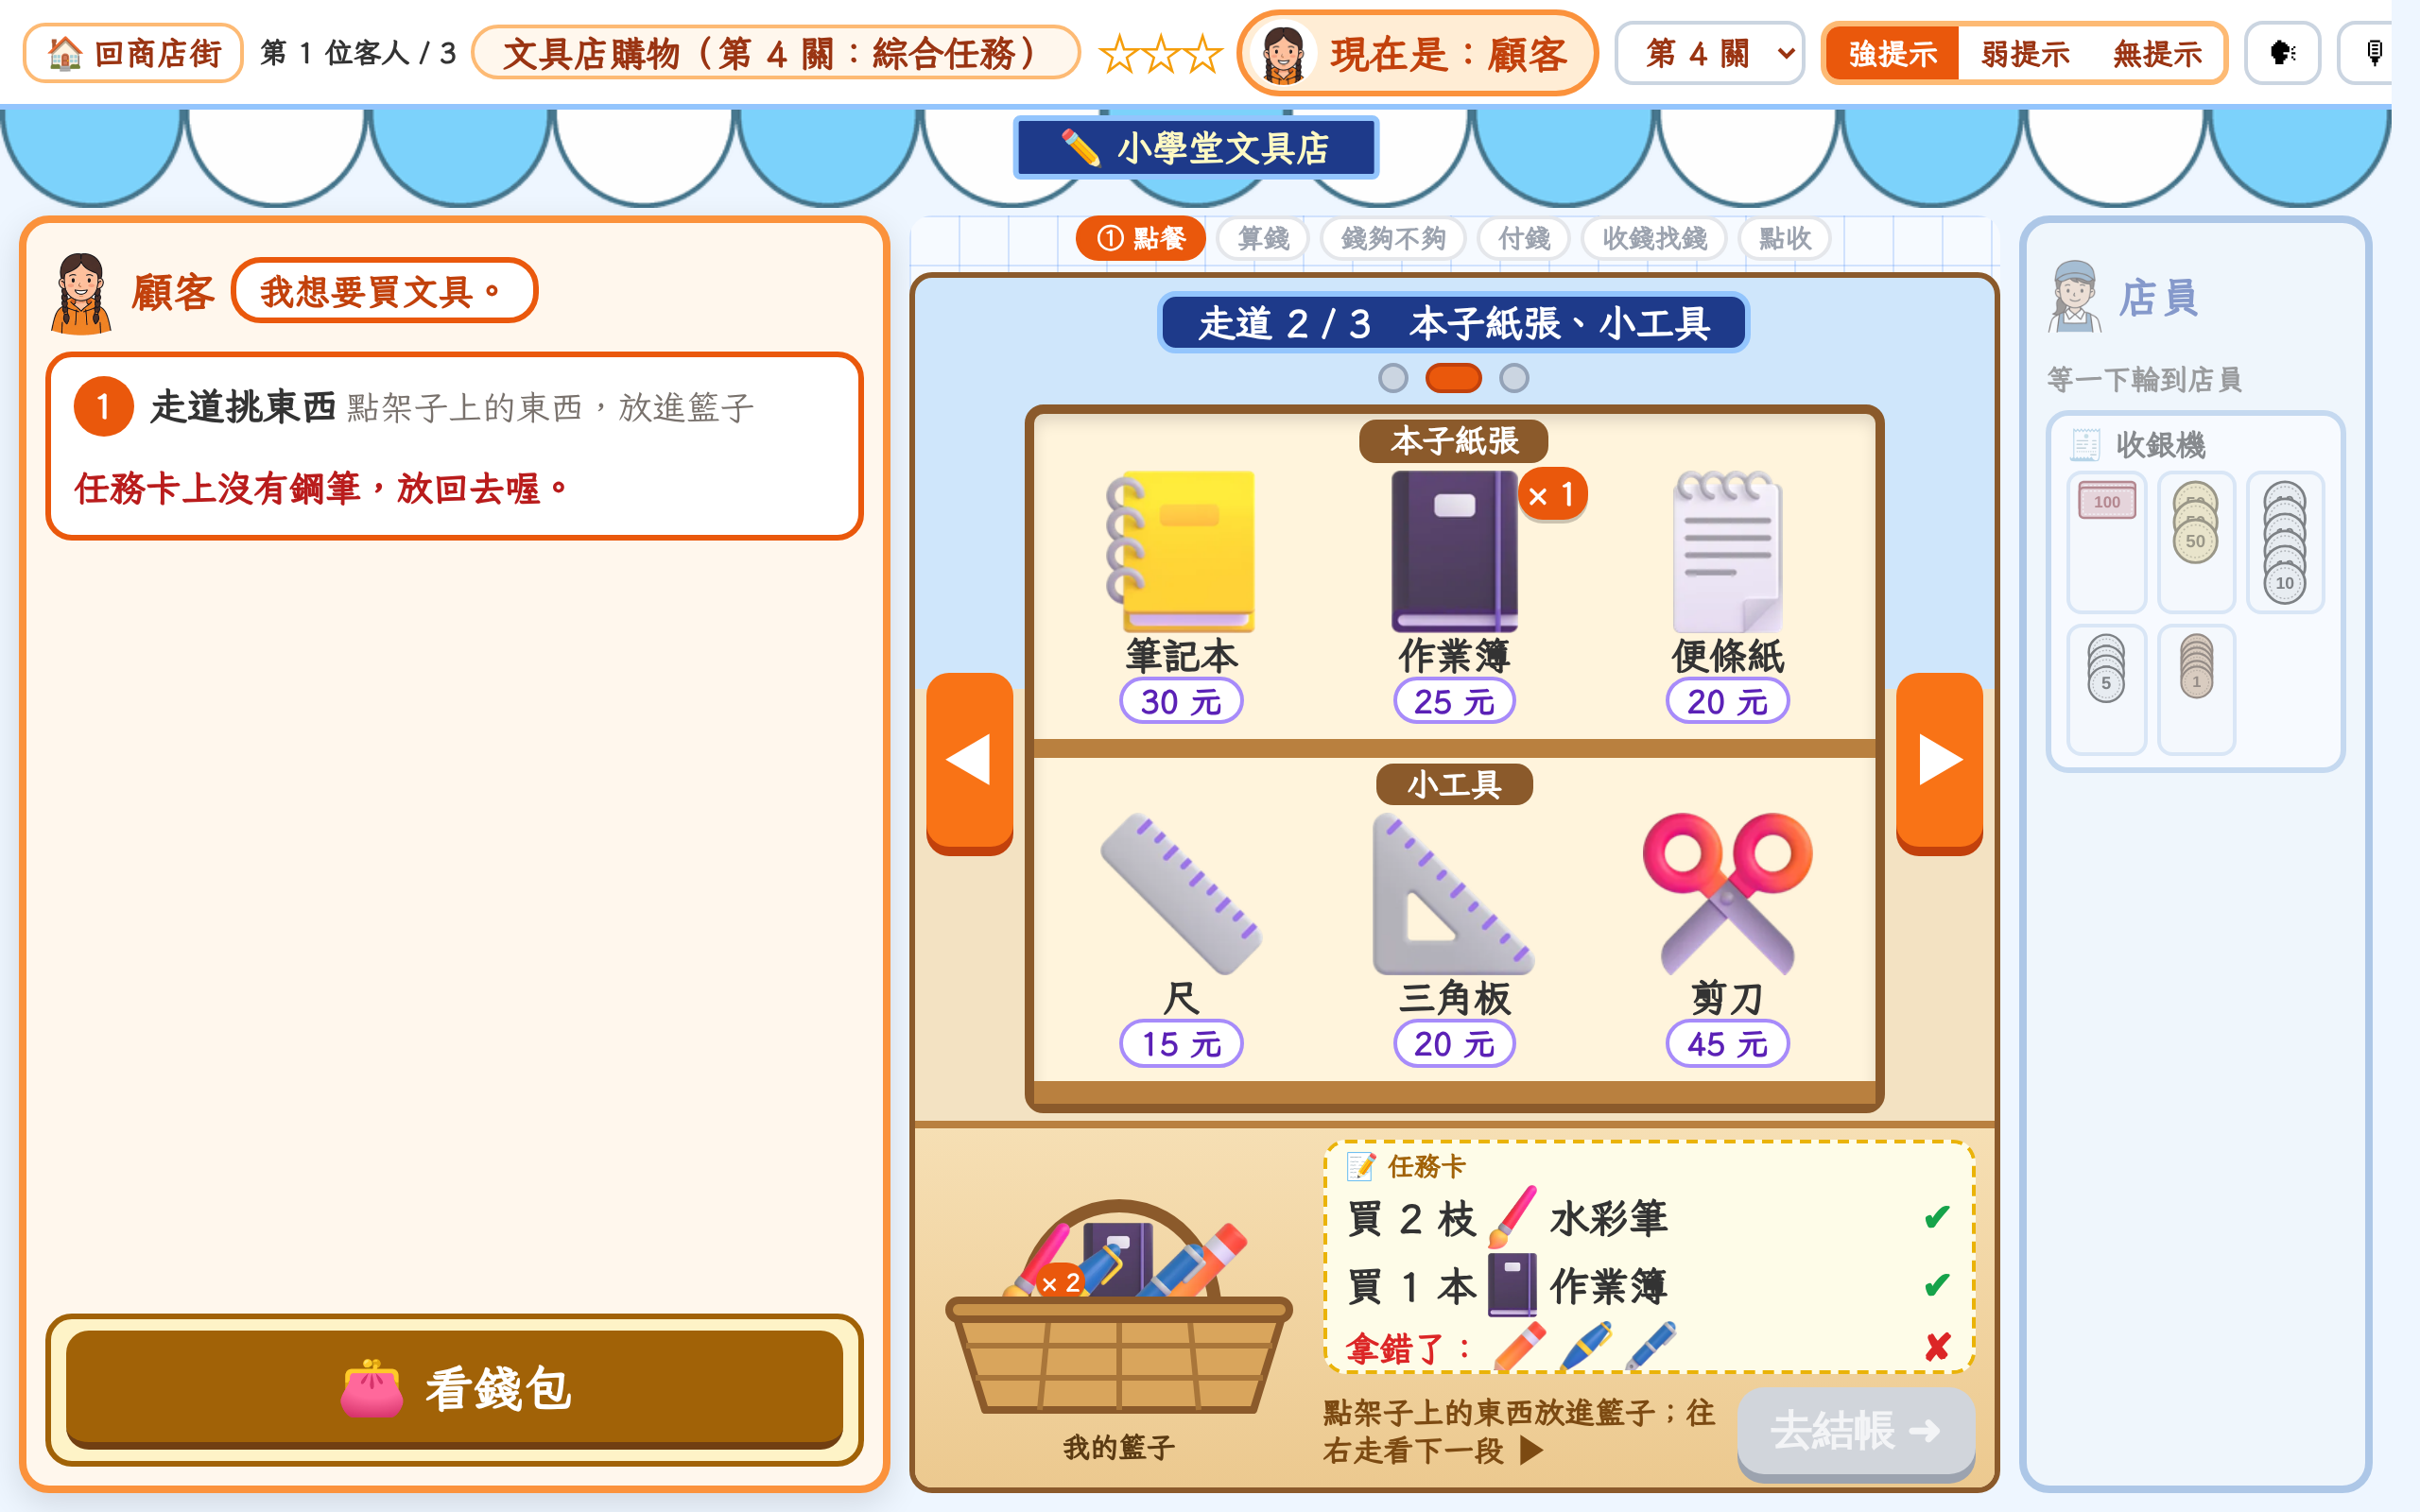 回商店街
第 1 位客人 / 3
文具店購物（第 4 關：綜合任務）
現在是：顧客
第 4 關
強提示
弱提示
無提示
小學堂文具店
顧客
我想要買文具。
1 走道挑東西 點架子上的東西，放進籃子
任務卡上沒有鋼筆，放回去喔。
看錢包
① 點餐
算錢
錢夠不夠
付錢
收錢找錢
點收
走道 2 / 3 本子紙張、小工具
本子紙張
× 1
筆記本
作業簿
便條紙
30 元
25 元
20 元
小工具
尺
三角板
剪刀
15 元
20 元
45 元
× 2
我的籃子
任務卡
買 2 枝 水彩筆 ✔
買 1 本 作業簿 ✔
拿錯了： ✘
點架子上的東西放進籃子；往
右走看下一段 ▶
去結帳 ➜
店員
等一下輪到店員
收銀機
100
50
10
5
1